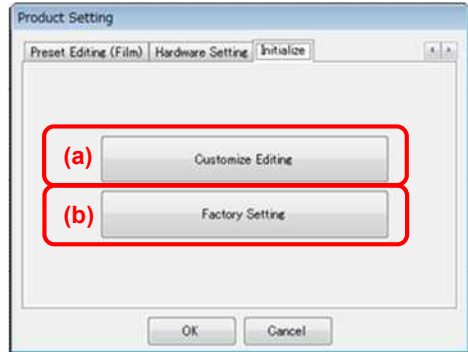 Product Setting
Preset Editing (Film) Hardware Setting Initialize
(a) Customize Editing
(b) Factory Setting
OK Cancel